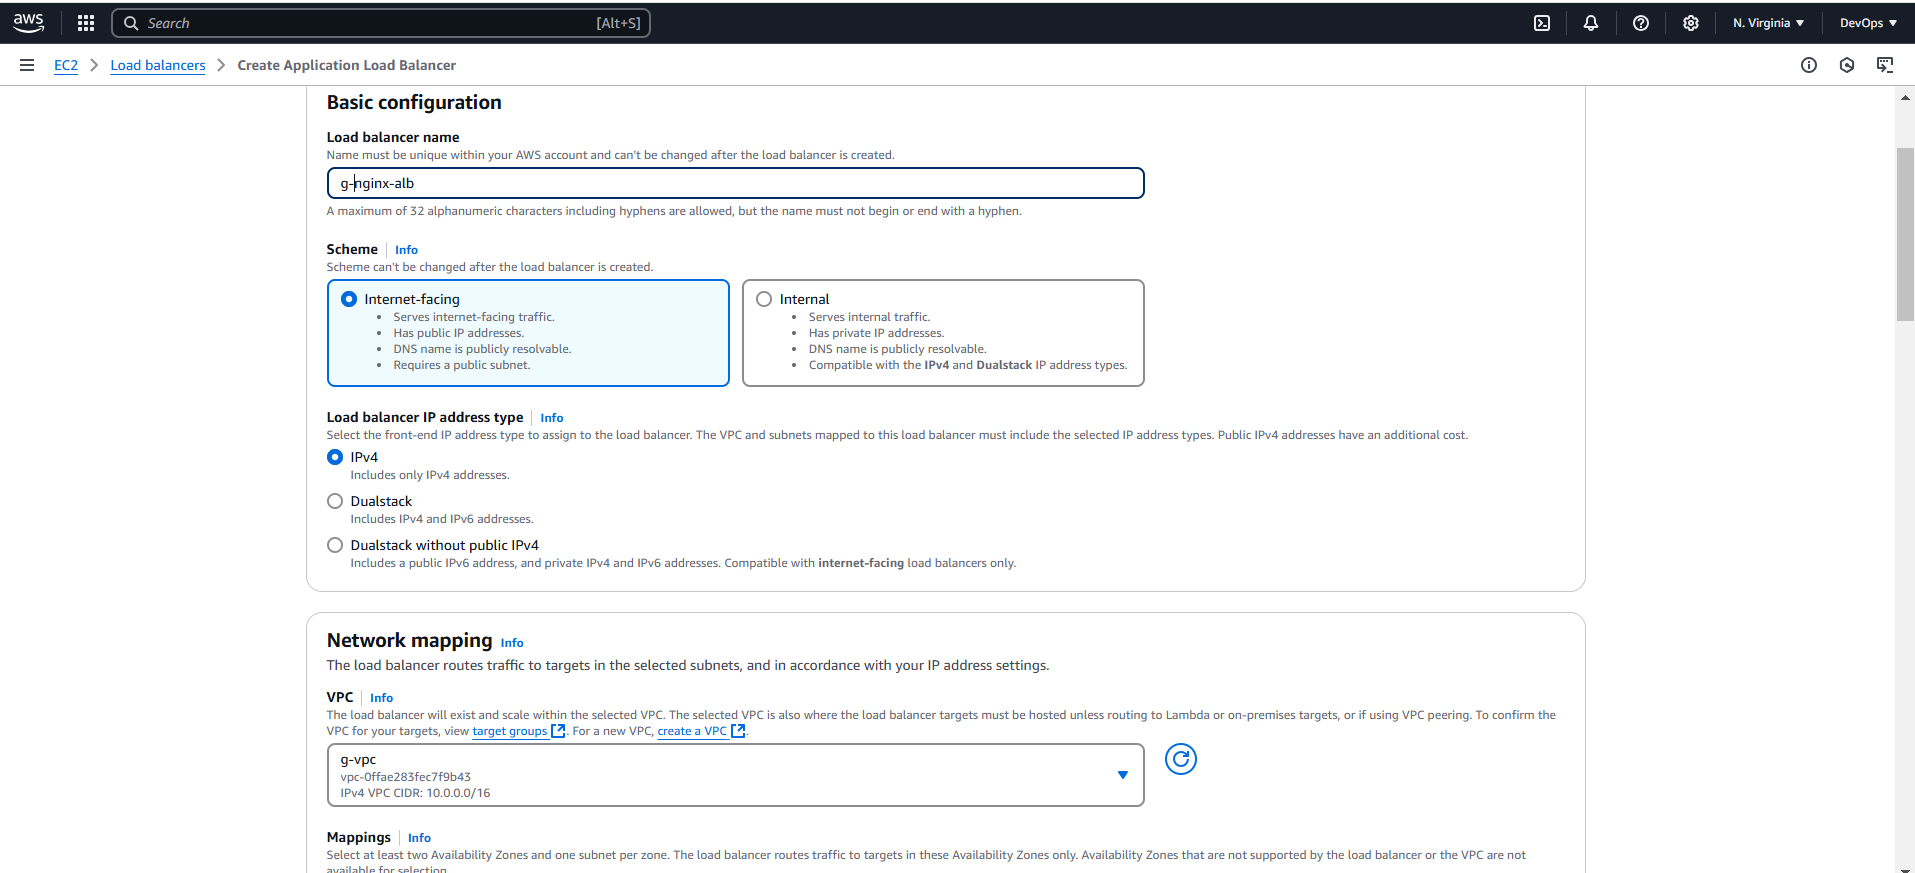 aws
Search [Alt+S] N. Virginia DevOps
EC2 Load balancers Create Application Load Balancer
Basic configuration
Load balancer name
Name must be unique within your AWS account and can't be changed after the load balancer is created.
g-nginx-alb
A maximum of 32 alphanumeric characters including hyphens are allowed, but the name must not begin or end with a hyphen.
Scheme Info
Scheme can't be changed after the load balancer is created.
Internet-facing
• Serves internet-facing traffic.
• Has public IP addresses.
• DNS name is publicly resolvable.
• Requires a public subnet.
Internal
• Serves internal traffic.
• Has private IP addresses.
• DNS name is publicly resolvable.
• Compatible with the IPv4 and Dualstack IP address types.
Load balancer IP address type Info
Select the front-end IP address type to assign to the load balancer. The VPC and subnets mapped to this load balancer must include the selected IP address types. Public IPv4 addresses have an additional cost.
IPv4
Includes only IPv4 addresses.
Dualstack
Includes IPv4 and IPv6 addresses.
Dualstack without public IPv4
Includes a public IPv6 address, and private IPv4 and IPv6 addresses. Compatible with internet-facing load balancers only.
Network mapping Info
The load balancer routes traffic to targets in the selected subnets, and in accordance with your IP address settings.
VPC Info
The load balancer will exist and scale within the selected VPC. The selected VPC is also where the load balancer targets must be hosted unless routing to Lambda or on-premises targets, or if using VPC peering. To confirm the
VPC for your targets, view target groups. For a new VPC, create a VPC.
g-vpc
vpc-0ffae283fec7f9b43
IPv4 VPC CIDR: 10.0.0.0/16
Mappings Info
Select at least two Availability Zones and one subnet per zone. The load balancer routes traffic to targets in these Availability Zones only. Availability Zones that are not supported by the load balancer or the VPC are not
available for selection.